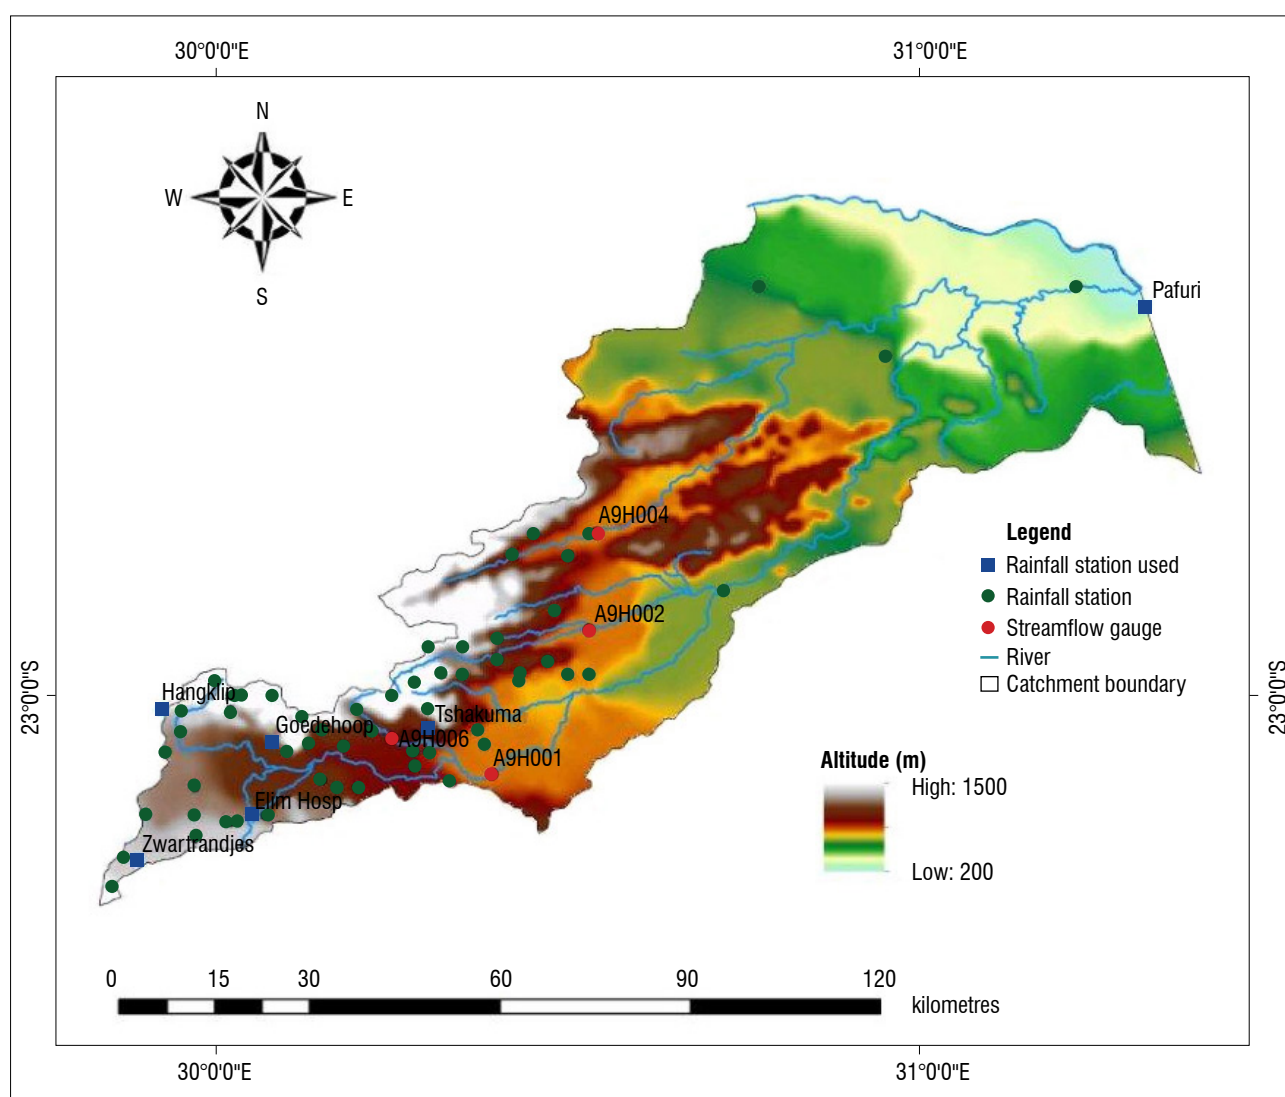 30°0'0"E
31°0'0"E
N
W
E
S
Pafuri
A9H004
Legend
Rainfall station used
Rainfall station
Streamflow gauge
River
Catchment boundary
A9H002
23°0'0"S
23°0'0"S
Hangklip
Goedehoop
Tshakuma
A9H006
A9H001
Elim Hosp
Zwartrandjes
Altitude (m)
High: 1500
Low: 200
0 15 30 60 90 120
kilometres
30°0'0"E
31°0'0"E